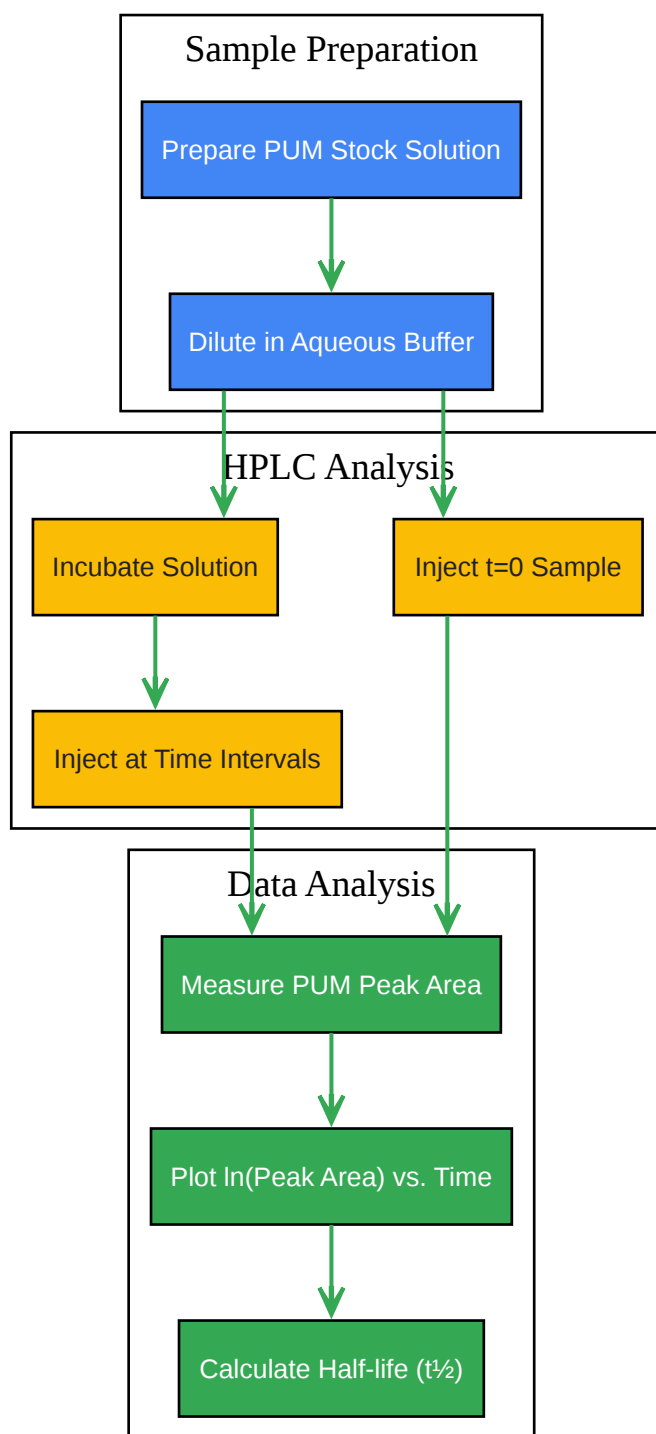 Sample Preparation
Prepare PUM Stock Solution
Dilute in Aqueous Buffer
HPLC Analysis
Incubate Solution
Inject t=0 Sample
Inject at Time Intervals
Data Analysis
Measure PUM Peak Area
Plot ln(Peak Area) vs. Time
Calculate Half-life (t½)